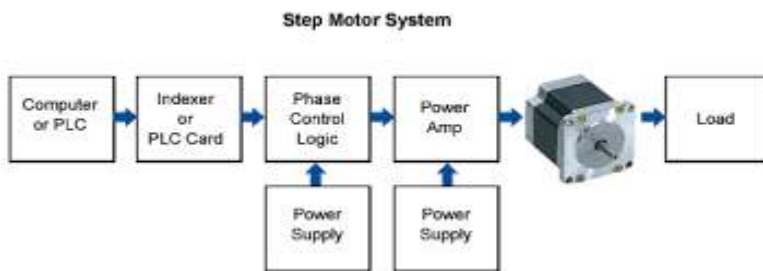 Step Motor System
Computer
or PLC
Indexer
or
PLC Card
Phase
Control
Logic
Power
Amp
Load
Power
Supply
Power
Supply